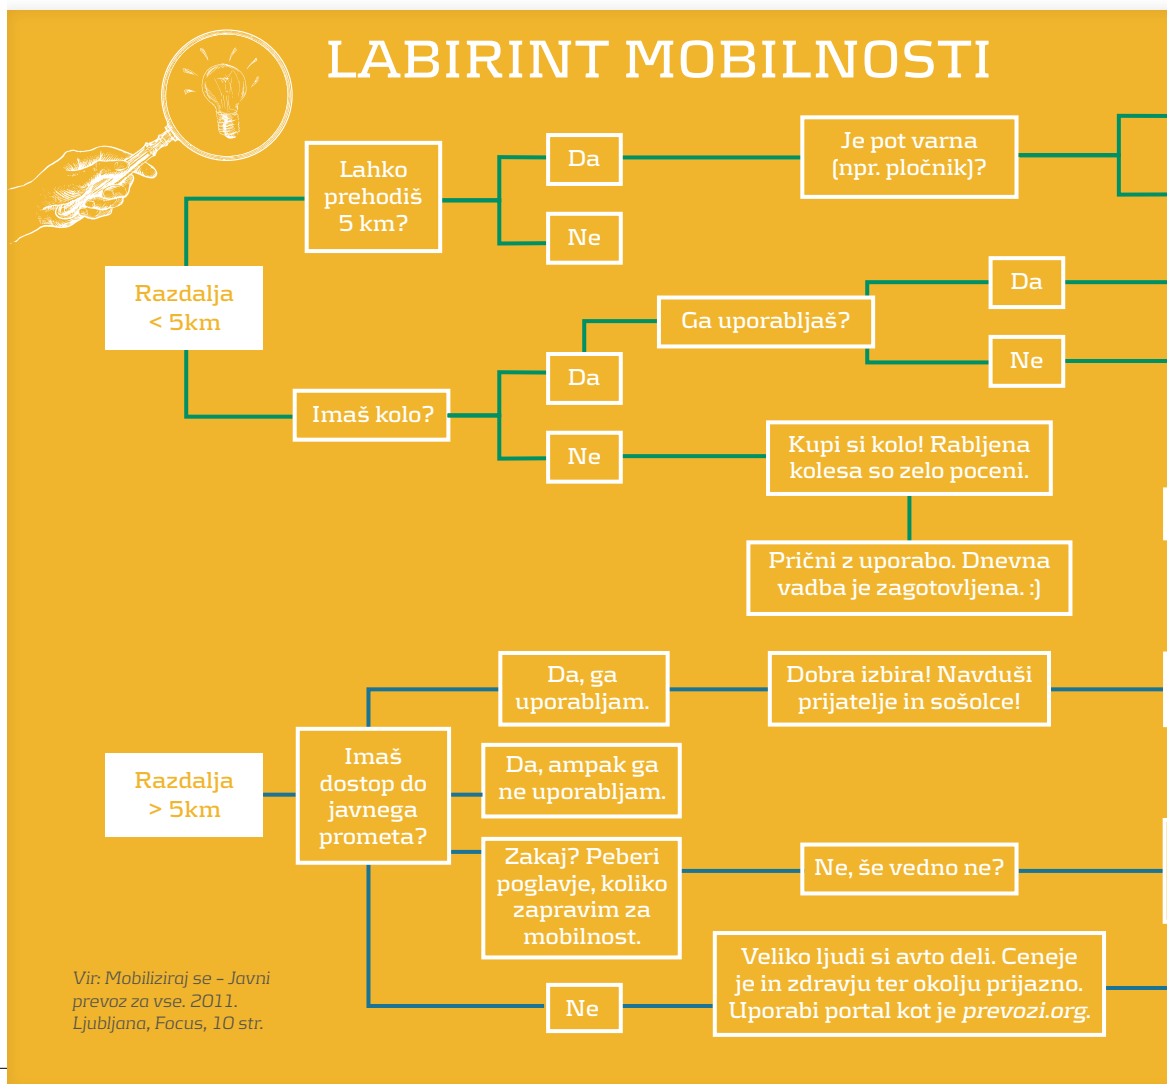 LABIRINT MOBILNOSTI
Razdalja
< 5km
Lahko
prehodiš
5 km?
Da
Je pot varna
(npr. pločnik)?
Ne
Imaš kolo?
Da
Ga uporabljaš?
Da
Ne
Ne
Kupi si kolo! Rabljena
kolesa so zelo poceni.
Prični z uporabo. Dnevna
vadba je zagotovljena. :)
Razdalja
> 5km
Imaš
dostop do
javnega
prometa?
Da, ga
uporabljam.
Dobra izbira! Navduši
prijatelje in sošolce!
Da, ampak ga
ne uporabljam.
Zakaj? Peberi
poglavje, koliko
zapravim za
mobilnost.
Ne, še vedno ne?
Ne
Veliko ljudi si avto deli. Ceneje
je in zdravju ter okolju prijazno.
Uporabi portal kot je prevozi.org.
Vir: Mobiliziraj se - Javni
prevoz za vse. 2011.
Ljubljana, Focus, 10 str.